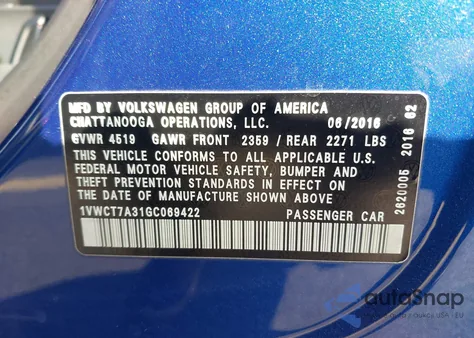 MFD BY VOLKSWAGEN GROUP OF AMERICA
CHATTANOOGA OPERATIONS, LLC. 06/2016
GVWR 4519 GAWR FRONT 2359 / REAR 2271 LBS
THIS VEHICLE CONFORMS TO ALL APPLICABLE U.S.
FEDERAL MOTOR VEHICLE SAFETY, BUMPER AND
THEFT PREVENTION STANDARDS IN EFFECT ON
THE DATE OF MANUFACTURE SHOWN ABOVE.
1VWCT7A31GC069422 PASSENGER CAR
2620006 2016 62
autoSnap